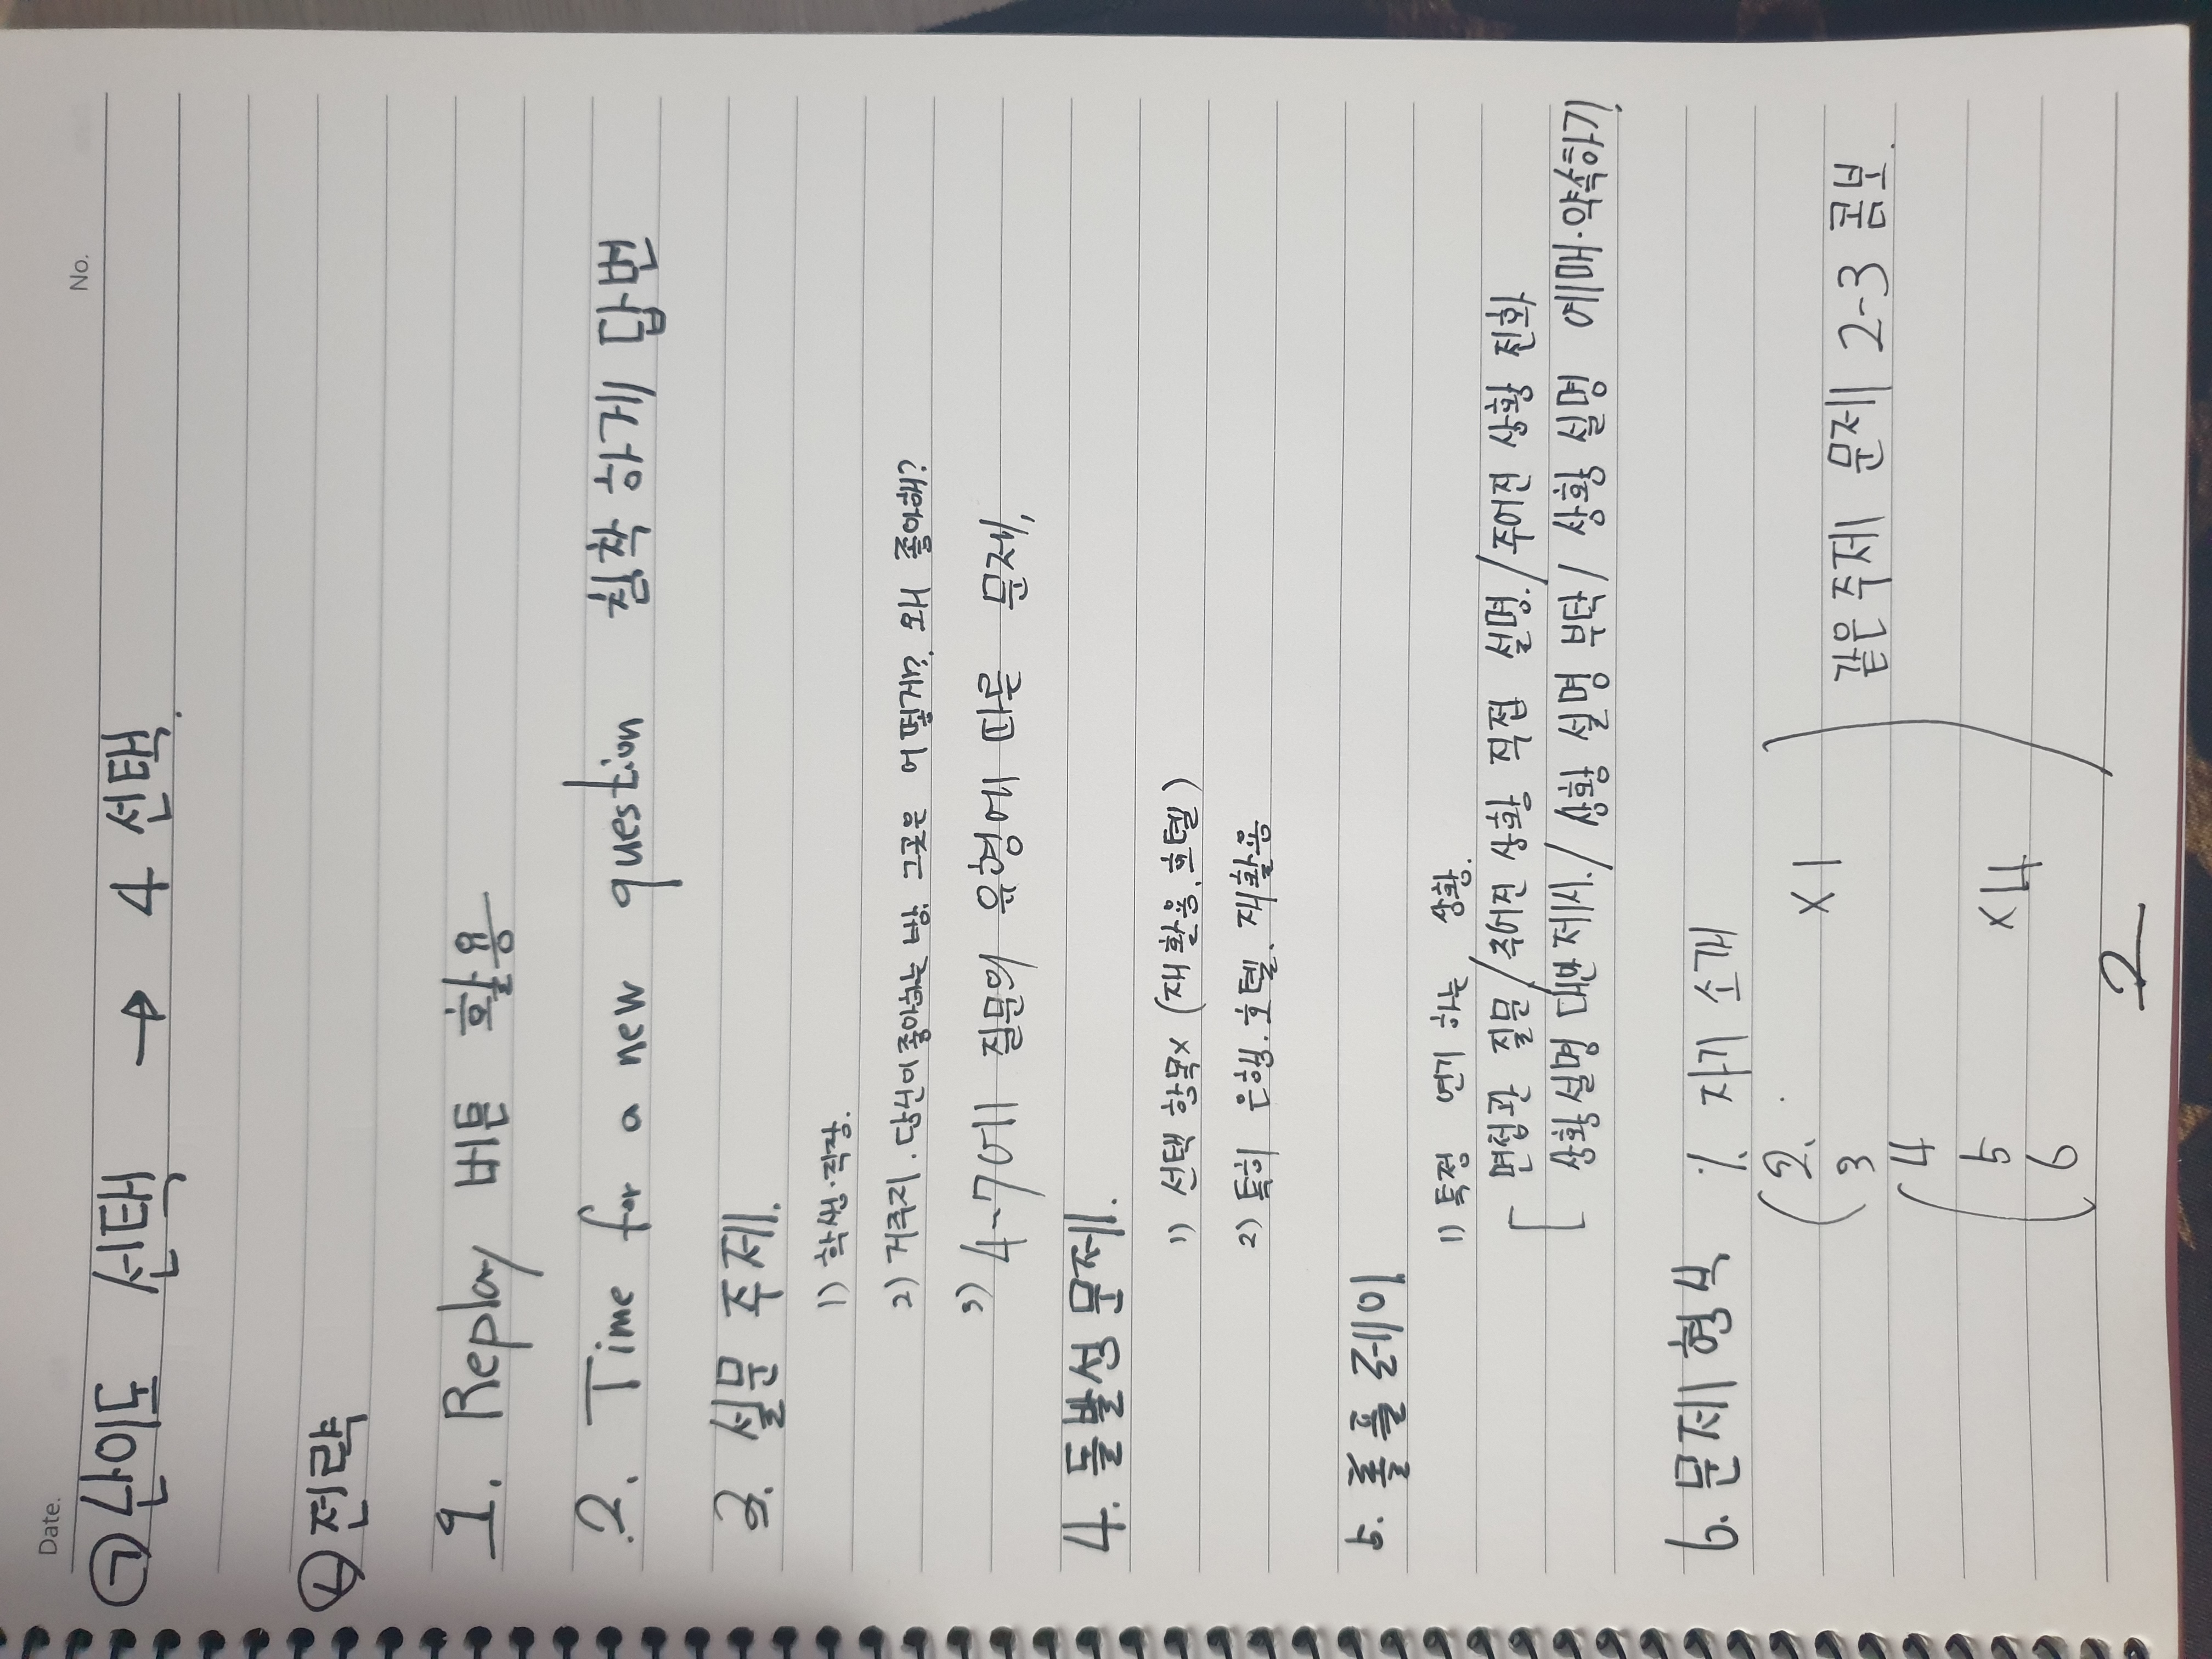 Date.
No.
㉠ 난이도 선택 → 4 선택.
㉡ 전략
1. Replay 버튼 활용
2. Time for a new question 침착하게 답변
3. 설문 주제.
1) 학생·직장.
2) 거주지. 당신이 좋아하는 방. 그곳은 어떻게? 왜 좋아해?
3) 4-7에 질문의 유형에 따른 문제,
4. 돌발성 문제.
1) 선택 항목x (재활용, 호텔)
2) 특히 은행. 호텔. 재활용
5. 롤플레이
1) 특정 연기 하는 상황.
면접관 질문 / 주어진 상황 직접 설명. / 주어진 상황 전화
상황설명 대안 제시. / 상황 설명 부탁 / 상황 설명 예매·약속하기
6. 문제 형식 1. 자기 소개
2. ×1
3
같은 주제 문제 2-3 콤보.
4
5 ×4
6
2